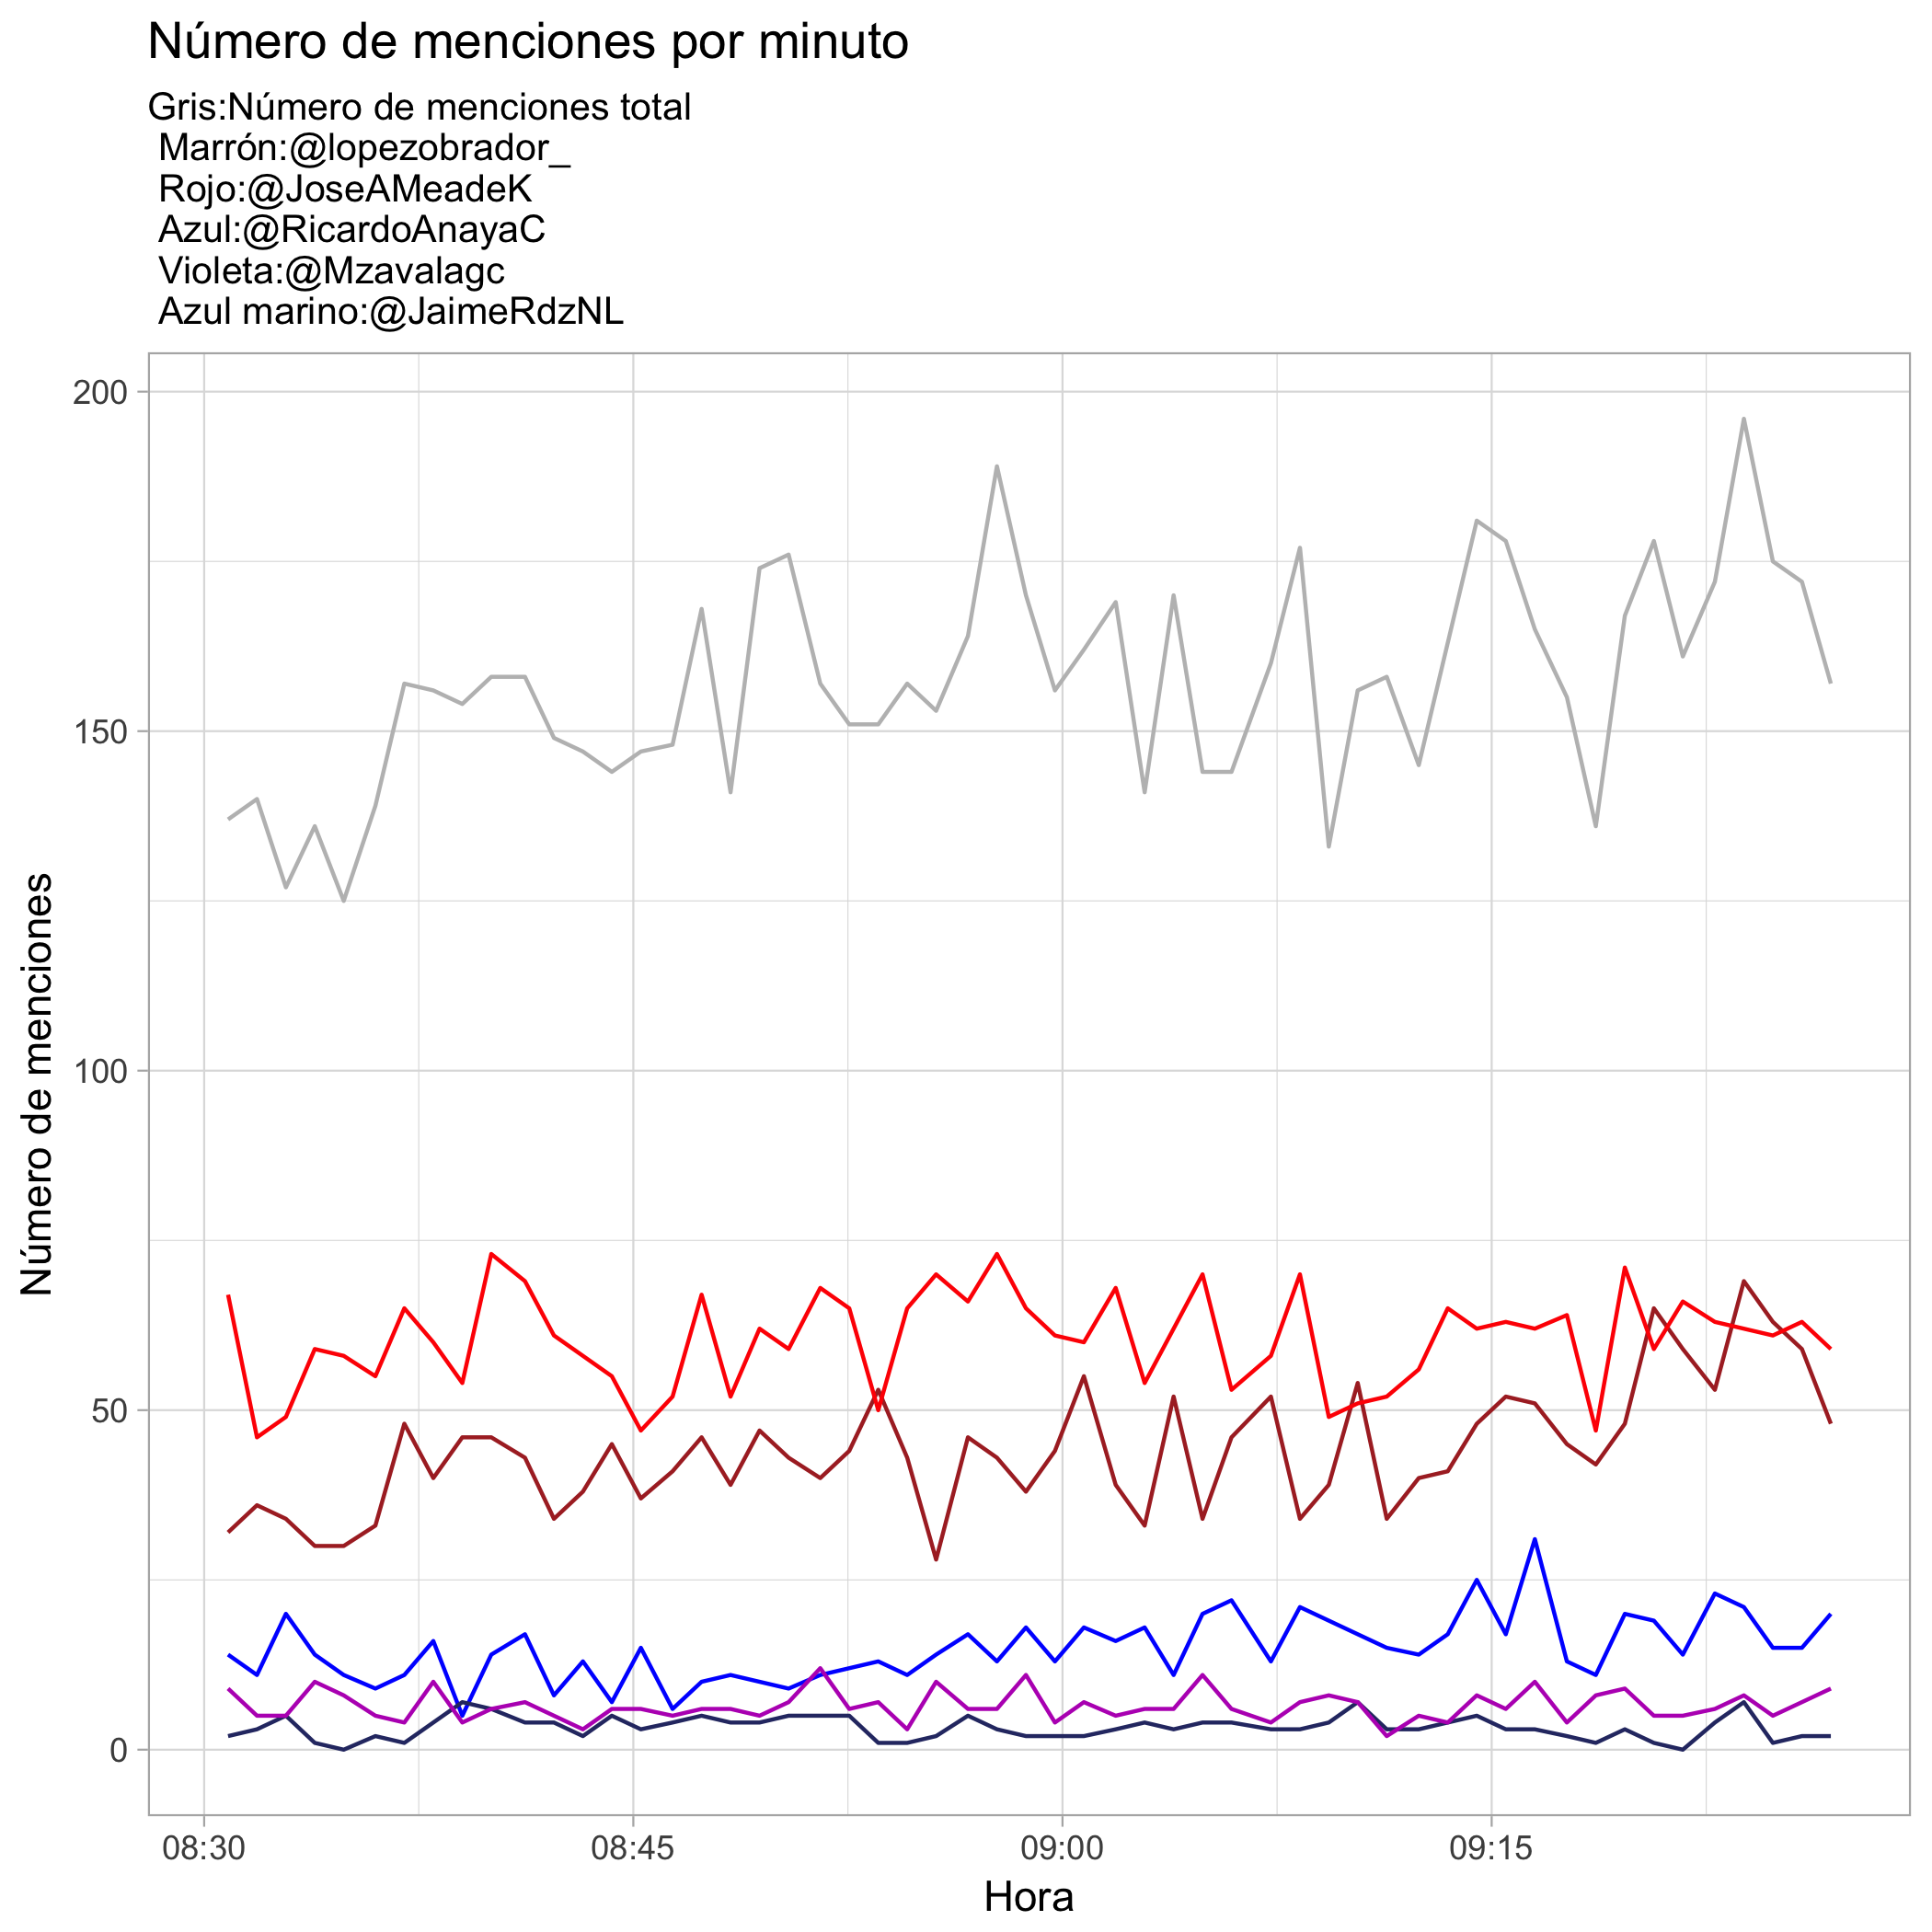 Número de menciones por minuto
Gris:Número de menciones total
Marrón:@lopezobrador_
Rojo:@JoseAMeadeK
Azul:@RicardoAnayaC
Violeta:@Mzavalagc
Azul marino:@JaimeRdzNL
Número de menciones
200
150
100
50
0
08:30
08:45
09:00
09:15
Hora